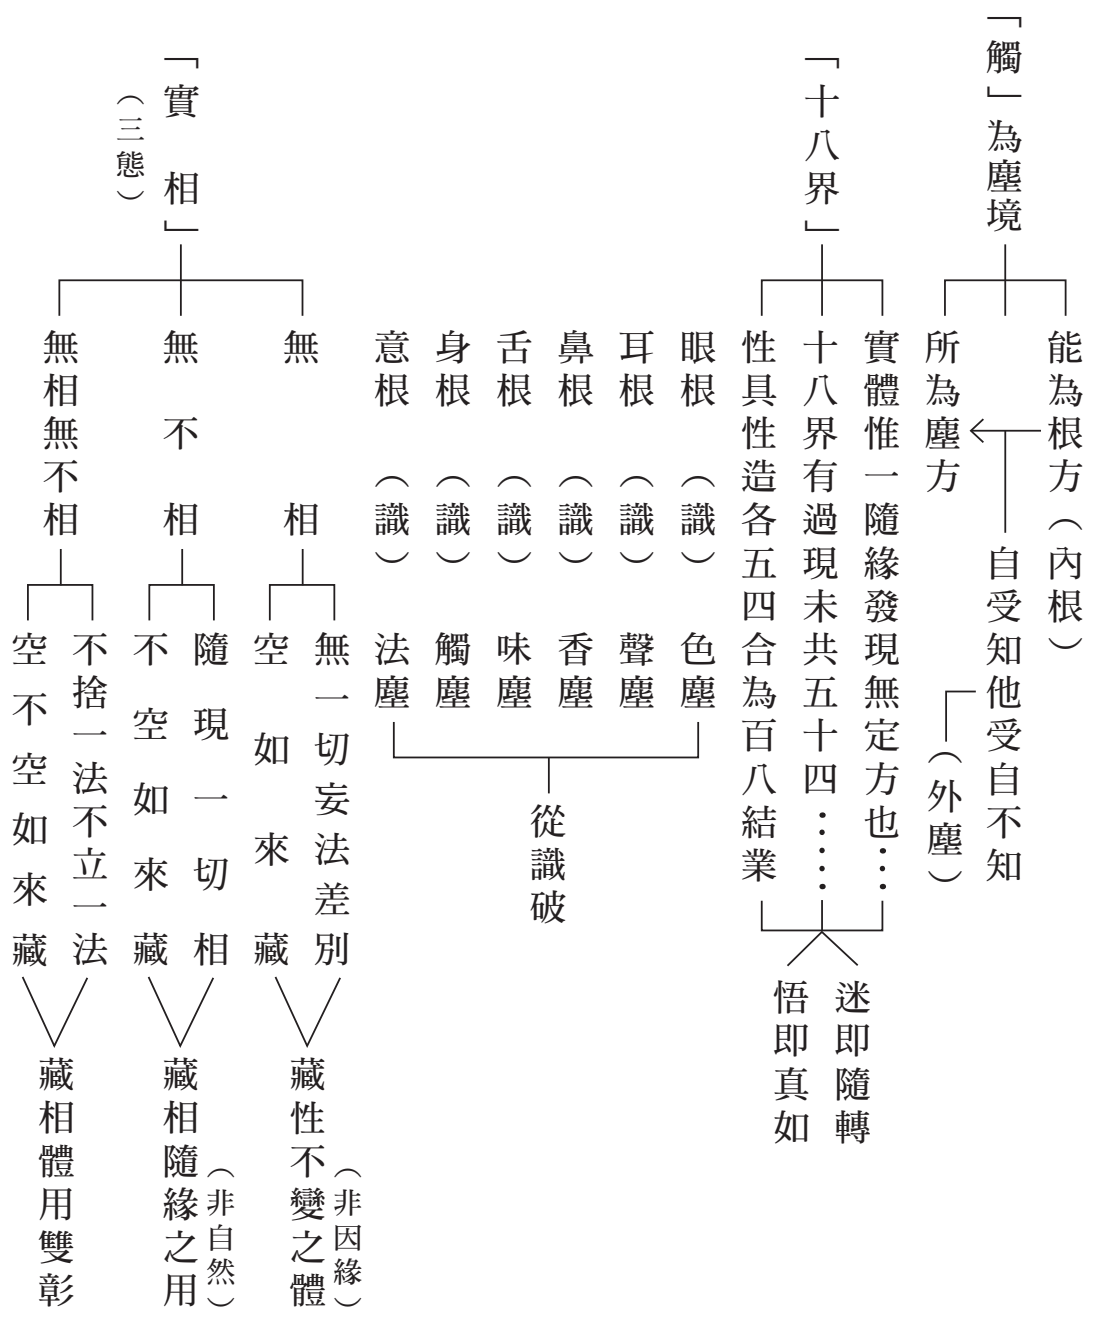 「觸」為塵境
能為根方（內根）
自受知他受自不知
（外塵）
所為塵方
「十八界」
實體惟一隨緣發現無定方也⋯
十八界有過現未共五十四⋯⋯
性具性造各五四合為百八結業
迷即隨轉
悟即真如
眼根（識）色塵
耳根（識）聲塵
鼻根（識）香塵
舌根（識）味塵
身根（識）觸塵
意根（識）法塵
從識破
「實相」
（三態）
無相
無一切妄法差別
空如來藏
（非因緣）
藏性不變之體
無不相
隨現一切相
不空如來藏
（非自然）
藏相隨緣之用
無相無不相
不捨一法不立一法
空不空如來藏
藏相體用雙彰